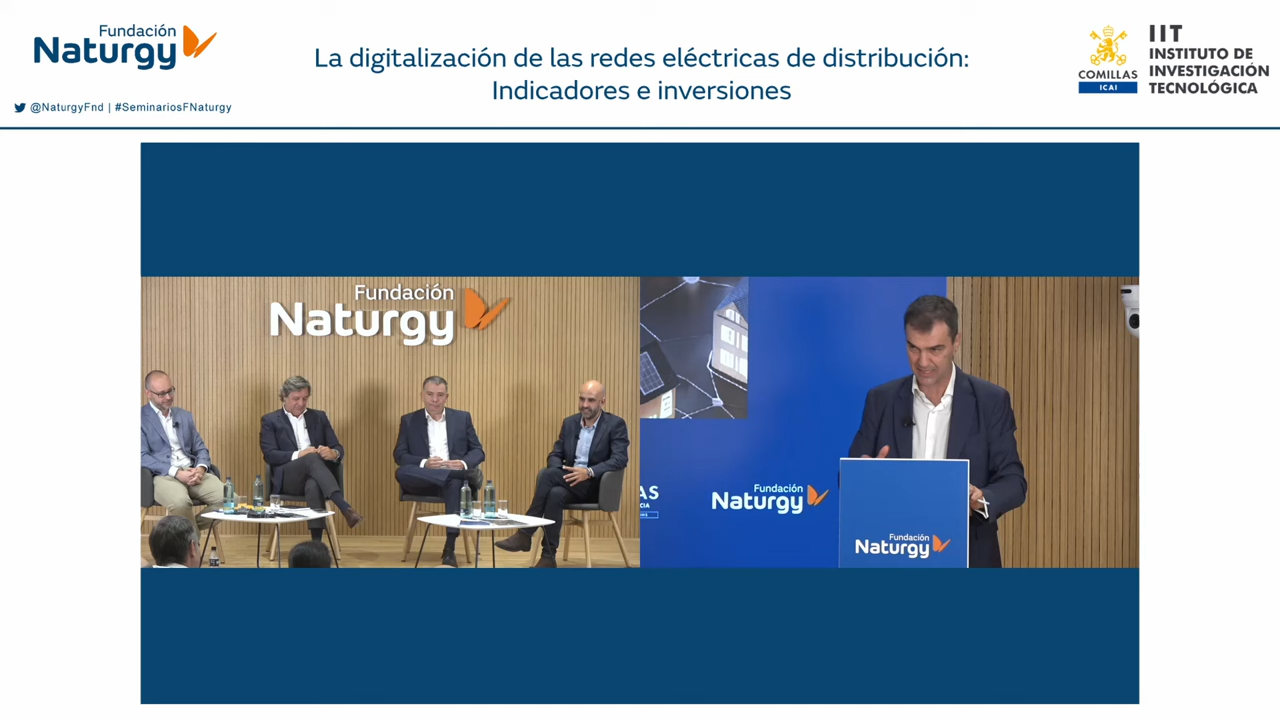 Fundación
Naturgy
@NaturgyFnd | #SeminariosFNaturgy
La digitalización de las redes eléctricas de distribución:
Indicadores e inversiones
COMILLAS
ICAI
IIT
INSTITUTO DE
INVESTIGACIÓN
TECNOLÓGICA
Fundación
Naturgy
Fundación
Naturgy
Fundación
Naturgy